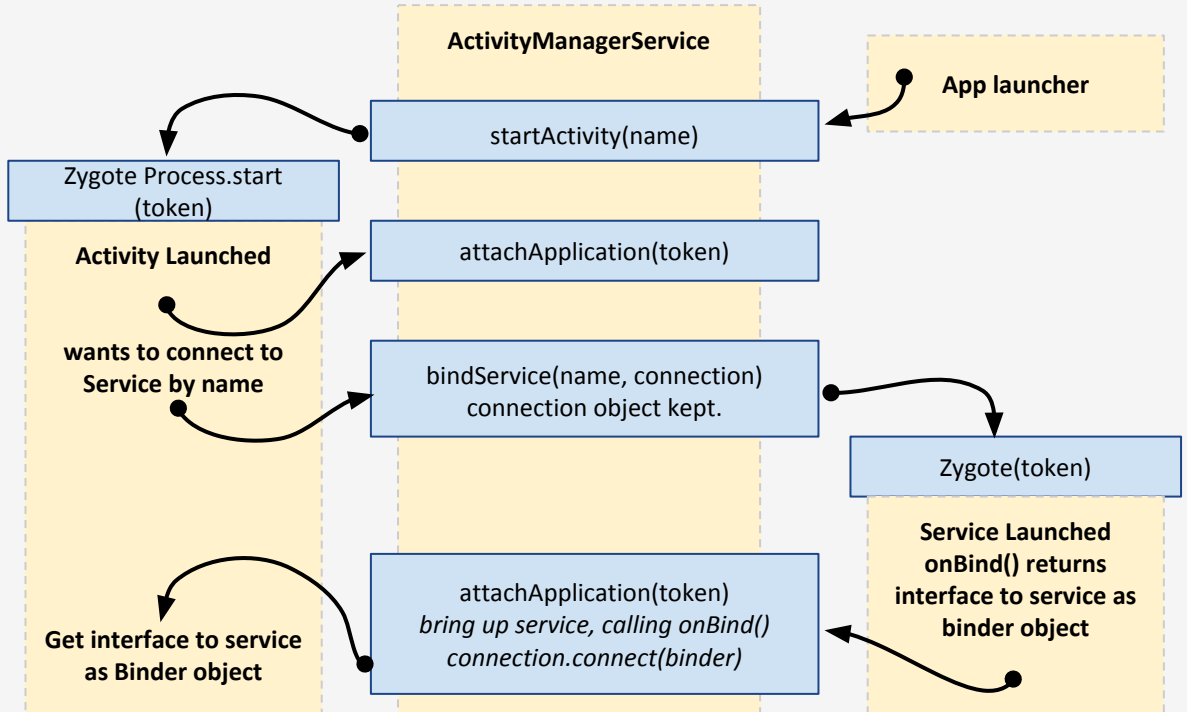 ActivityManagerService
App launcher
startActivity(name)
Zygote Process.start
(token)
Activity Launched
attachApplication(token)
wants to connect to
Service by name
bindService(name, connection)
connection object kept.
Zygote(token)
Service Launched
onBind() returns
interface to service as
binder object
attachApplication(token)
bring up service, calling onBind()
connection.connect(binder)
Get interface to service
as Binder object